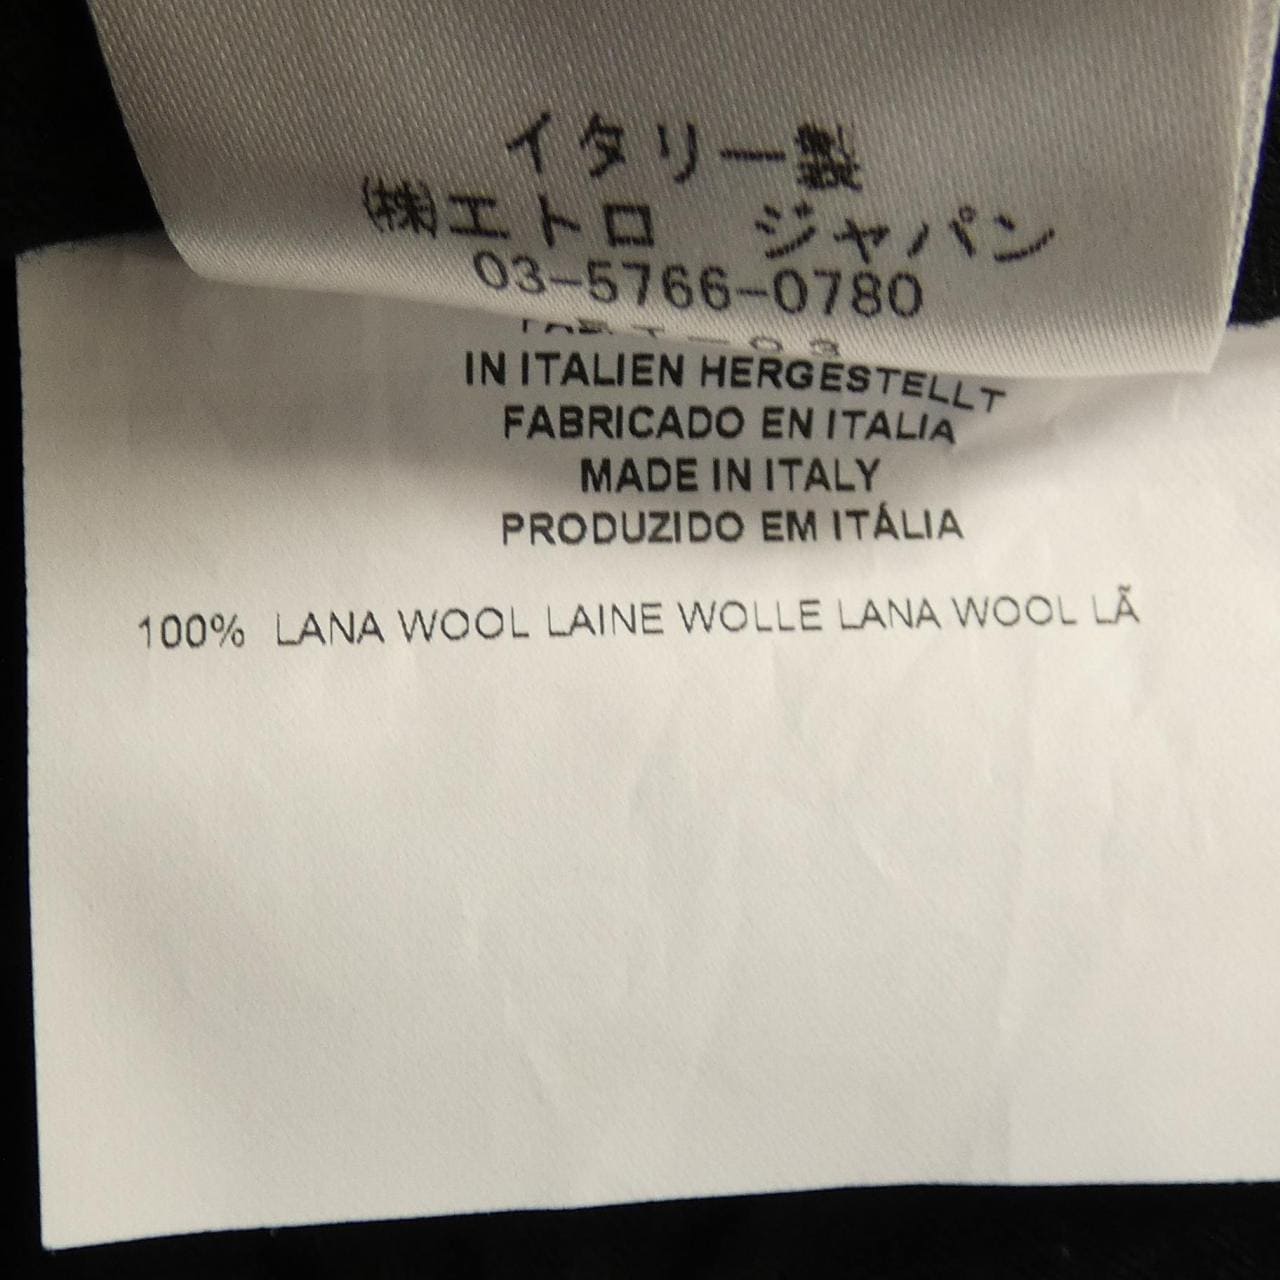 イタリー製
㈱エトロ ジャパン
03-5766-0780
IN ITALIEN HERGESTELLT
FABRICADO EN ITALIA
MADE IN ITALY
PRODUZIDO EM ITÁLIA
100% LANA WOOL LAINE WOLLE LANA WOOL LÃ